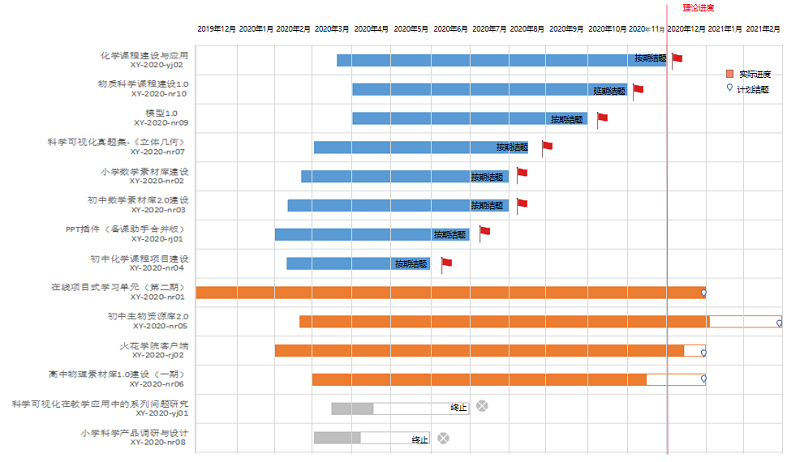 理论进度
2019年12月 2020年1月 2020年2月 2020年3月 2020年4月 2020年5月 2020年6月 2020年7月 2020年8月 2020年9月 2020年10月 2020年11月 2020年12月 2021年1月 2021年2月
化学课程建设与应用
XY-2020-yj02
按期结题
实际进度
计划结题
物质科学课程建设1.0
XY-2020-nr10
延期结题
模型1.0
XY-2020-nr09
按期结题
科学可视化真题集-《立体几何》
XY-2020-nr07
按期结题
小学数学素材库建设
XY-2020-nr02
按期结题
初中数学素材库2.0建设
XY-2020-nr03
按期结题
PPT插件（备课助手合并版）
XY-2020-rj01
按期结题
初中化学课程项目建设
XY-2020-nr04
按期结题
在线项目式学习单元（第二期）
XY-2020-nr01
初中生物资源库2.0
XY-2020-nr05
火花学院客户端
XY-2020-rj02
高中物理素材库1.0建设（一期）
XY-2020-nr06
科学可视化在教学应用中的系列问题研究
XY-2020-yj01
终止
小学科学产品调研与设计
XY-2020-nr08
终止